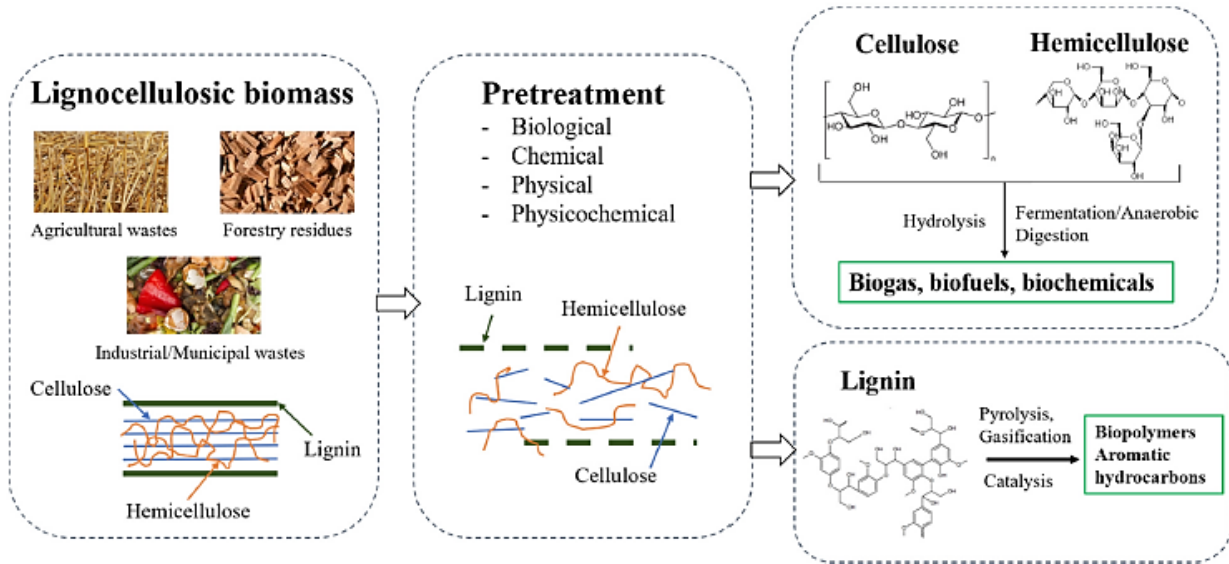 Lignocellulosic biomass
Agricultural wastes
Forestry residues
Industrial/Municipal wastes
Cellulose
Lignin
Hemicellulose
Pretreatment
- Biological
- Chemical
- Physical
- Physicochemical
Lignin
Hemicellulose
Cellulose
Cellulose
Hemicellulose
Hydrolysis
Fermentation/Anaerobic
Digestion
Biogas, biofuels, biochemicals
Lignin
Pyrolysis,
Gasification
Catalysis
Biopolymers
Aromatic
hydrocarbons